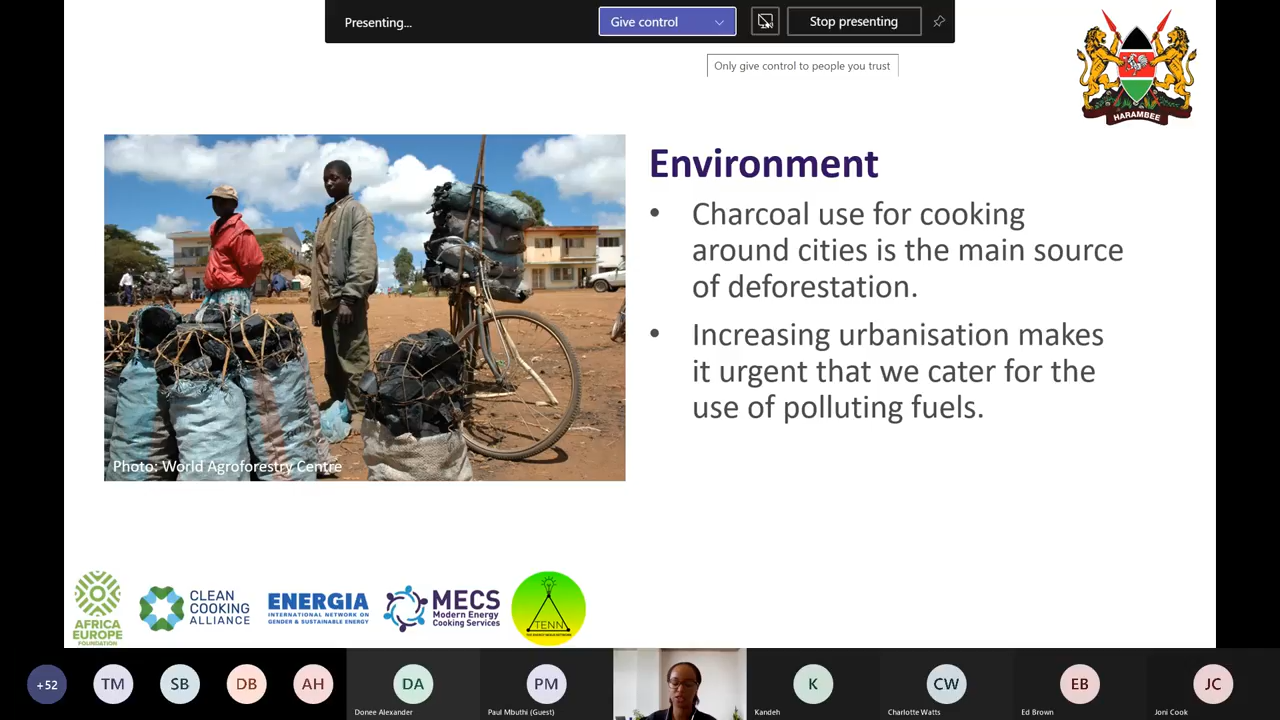 Presenting...
Give control
Stop presenting
Only give control to people you trust
HARAMBEE
Environment
• Charcoal use for cooking
around cities is the main source
of deforestation.
• Increasing urbanisation makes
it urgent that we cater for the
use of polluting fuels.
Photo: World Agroforestry Centre
AFRICA
EUROPE
FOUNDATION
CLEAN
COOKING
ALLIANCE
ENERGIA
INTERNATIONAL NETWORK ON
GENDER & SUSTAINABLE ENERGY
MECS
Modern Energy
Cooking Services
TENN
+52
TM
SB
DB
AH
DA
Donee Alexander
PM
Paul Mbuthi (Guest)
K
Kandeh
CW
Charlotte Watts
EB
Ed Brown
JC
Joni Cook